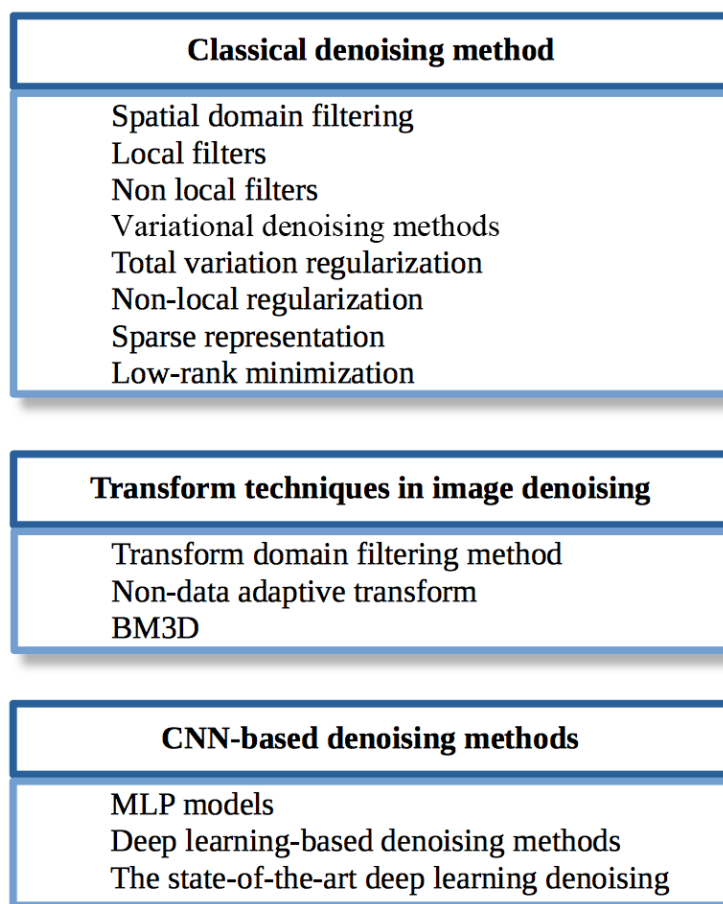 Classical denoising method
Spatial domain filtering
Local filters
Non local filters
Variational denoising methods
Total variation regularization
Non-local regularization
Sparse representation
Low-rank minimization
Transform techniques in image denoising
Transform domain filtering method
Non-data adaptive transform
BM3D
CNN-based denoising methods
MLP models
Deep learning-based denoising methods
The state-of-the-art deep learning denoising